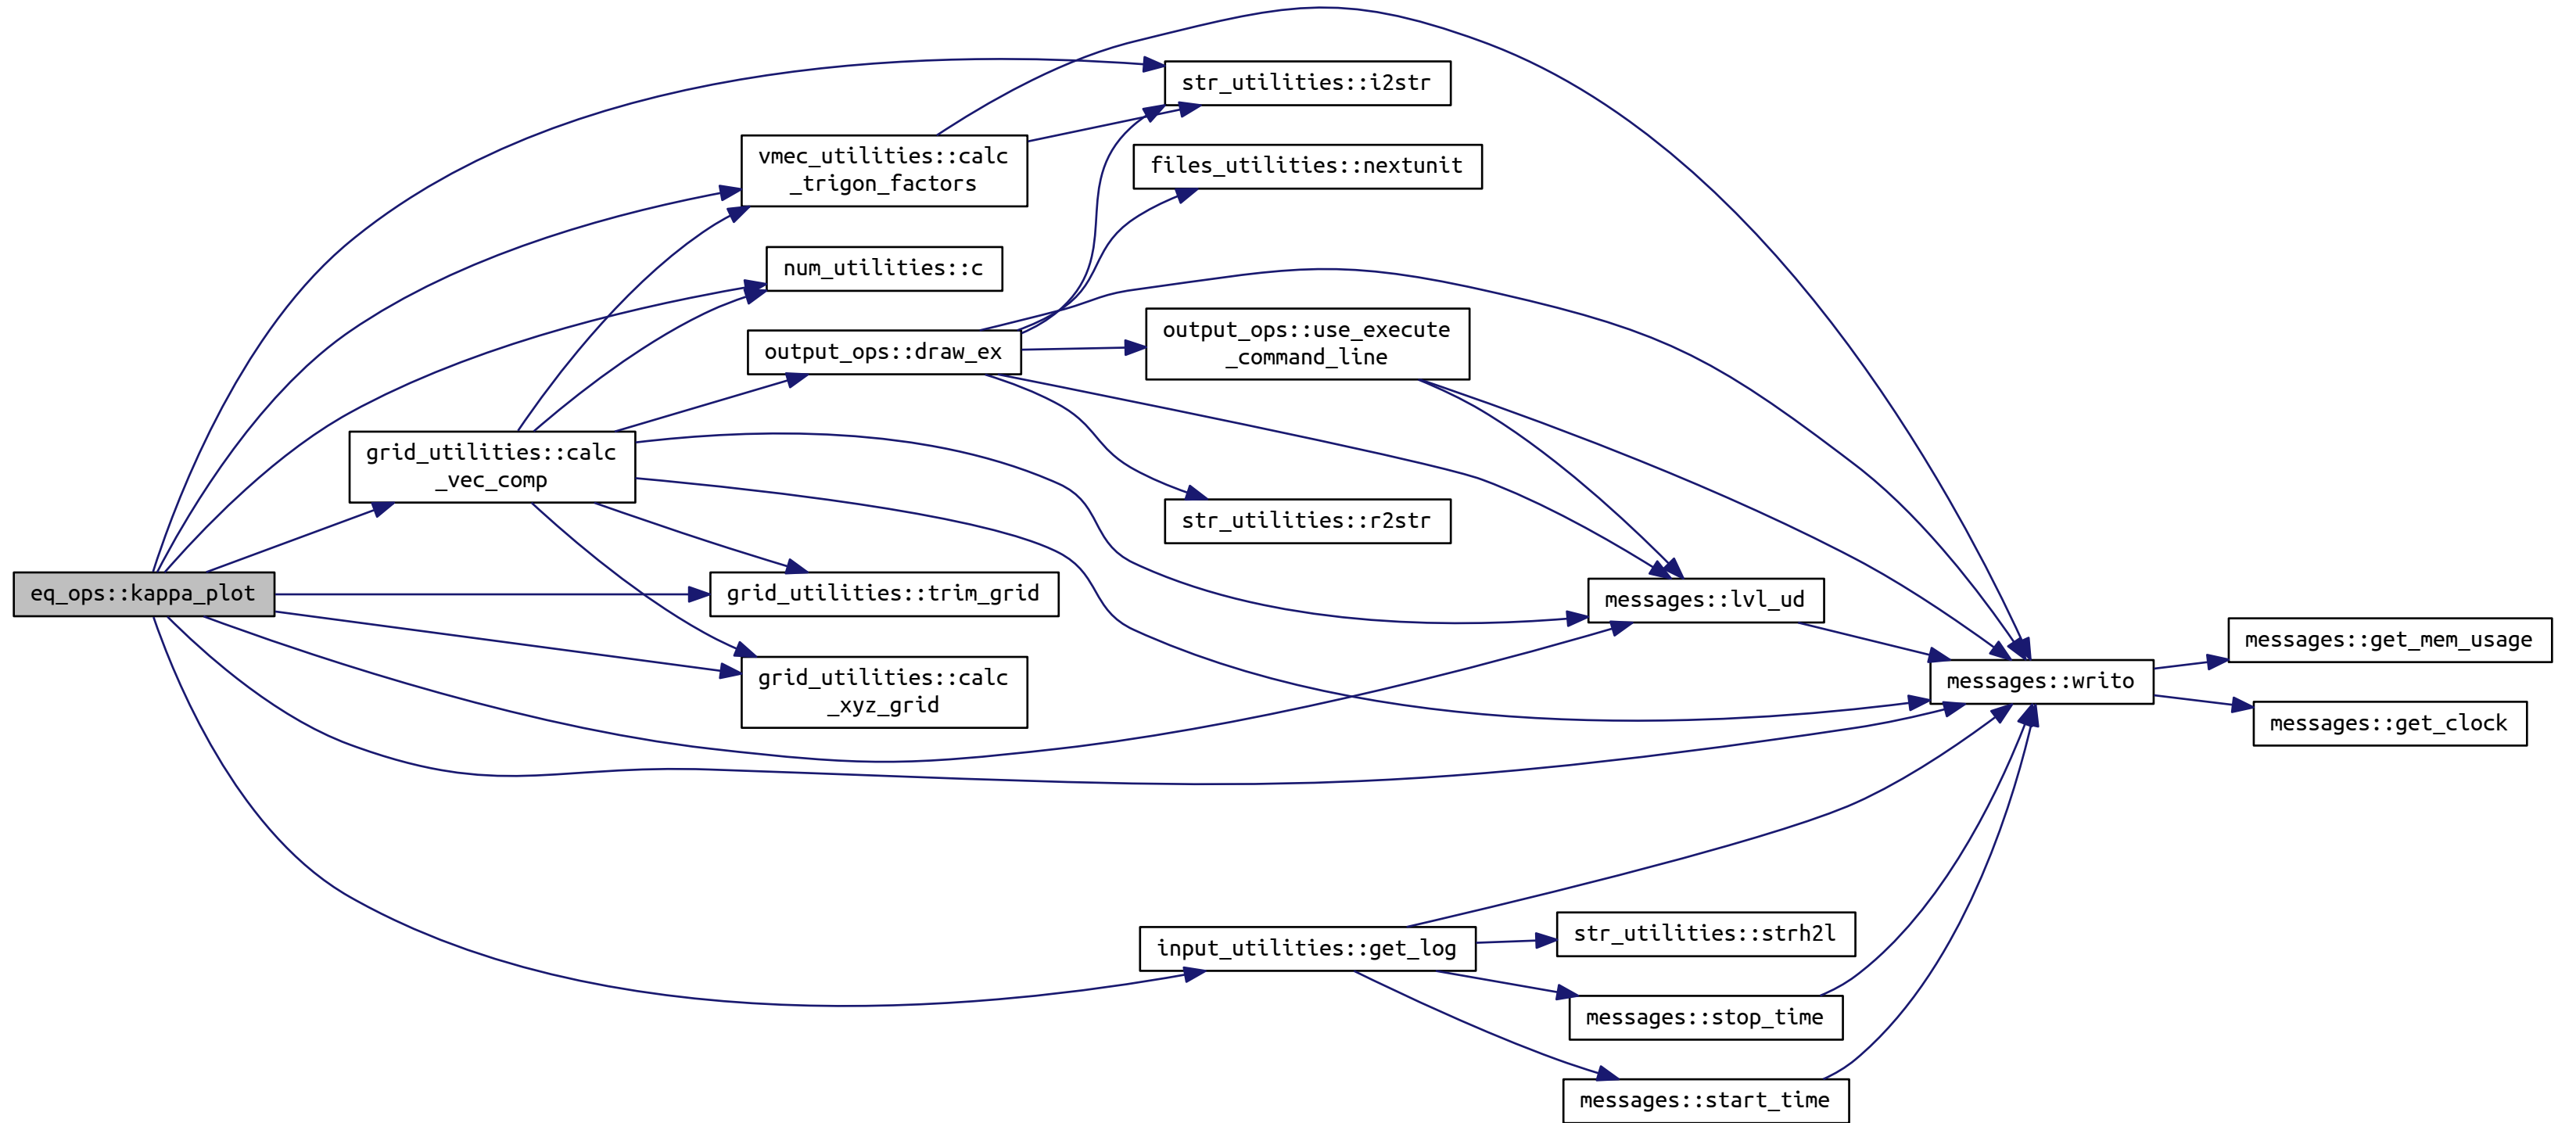 str_utilities::i2str
vmec_utilities::calc
_trigon_factors
files_utilities::nextunit
num_utilities::c
output_ops::draw_ex
output_ops::use_execute
_command_line
grid_utilities::calc
_vec_comp
str_utilities::r2str
eq_ops::kappa_plot
grid_utilities::trim_grid
messages::lvl_ud
grid_utilities::calc
_xyz_grid
messages::writo
messages::get_mem_usage
messages::get_clock
input_utilities::get_log
str_utilities::strh2l
messages::stop_time
messages::start_time